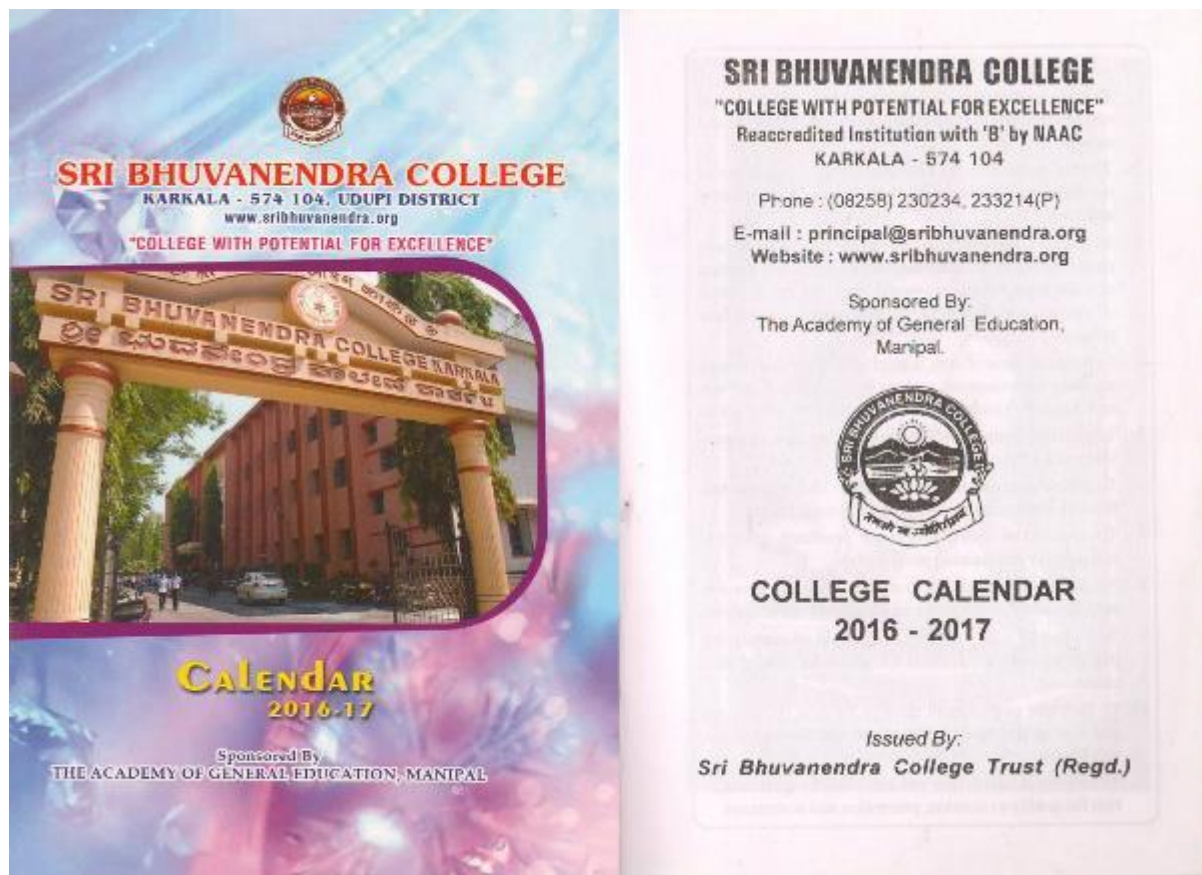 SRI BHUVANENDRA COLLEGE
KARKALA - 574 104, UDUPI DISTRICT
www.sribhuvanendra.org
"COLLEGE WITH POTENTIAL FOR EXCELLENCE"
SRI BHUVANENDRA COLLEGE KARKALA
ಶ್ರೀ ಭುವನೇಂದ್ರ ಕಾಲೇಜು ಕಾರ್ಕಳ
CALENDAR
2016-17
Sponsored By
THE ACADEMY OF GENERAL EDUCATION, MANIPAL
SRI BHUVANENDRA COLLEGE
"COLLEGE WITH POTENTIAL FOR EXCELLENCE"
Reaccredited Institution with 'B' by NAAC
KARKALA - 574 104
Phone : (08258) 230234, 233214(P)
E-mail : principal@sribhuvanendra.org
Website : www.sribhuvanendra.org
Sponsored By:
The Academy of General Education,
Manipal.
SRI BHUVANENDRA COLLEGE
तमसो मा ज्योतिर्गमय
COLLEGE CALENDAR
2016 - 2017
Issued By:
Sri Bhuvanendra College Trust (Regd.)